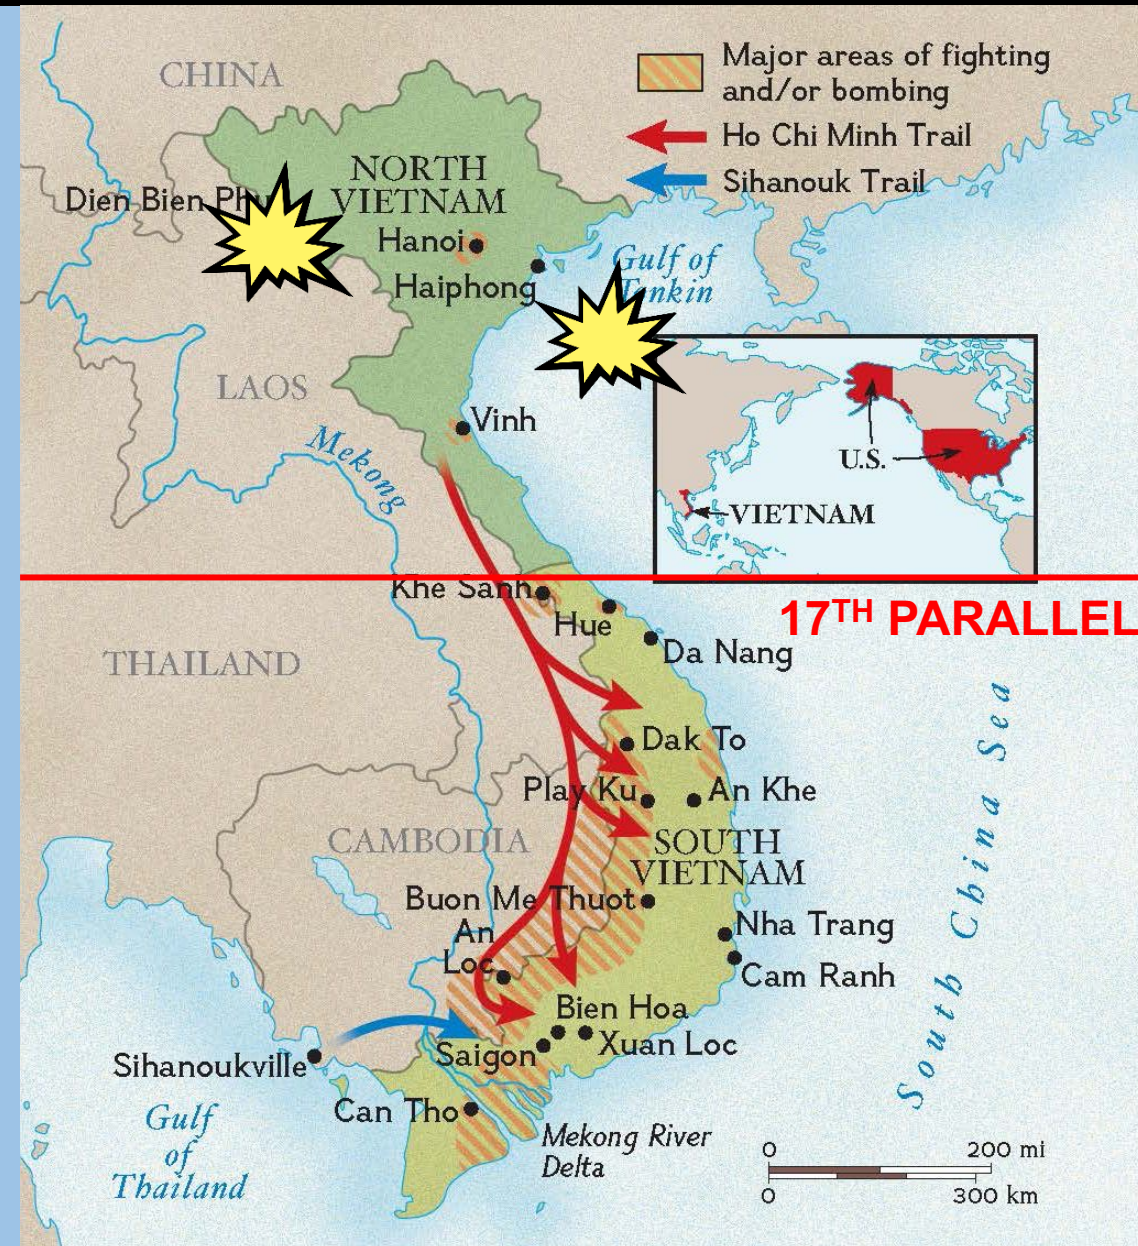 CHINA
Major areas of fighting
and/or bombing
Ho Chi Minh Trail
Sihanouk Trail
NORTH
VIETNAM
Dien Bien
Hanoi
Haiphong
Gulf of
Tonkin
LAOS
Vinh
Mekong
U.S.
VIETNAM
Khe Sanh
17TH PARALLEL
Hue
Da Nang
THAILAND
Dak To
Play Ku
An Khe
CAMBODIA
SOUTH
VIETNAM
Buon Me Thuot
An
Loc
Nha Trang
Cam Ranh
South China Sea
Bien Hoa
Xuan Loc
Saigon
Sihanoukville
Can Tho
Gulf
of
Thailand
Mekong River
Delta
0 200 mi
0 300 km